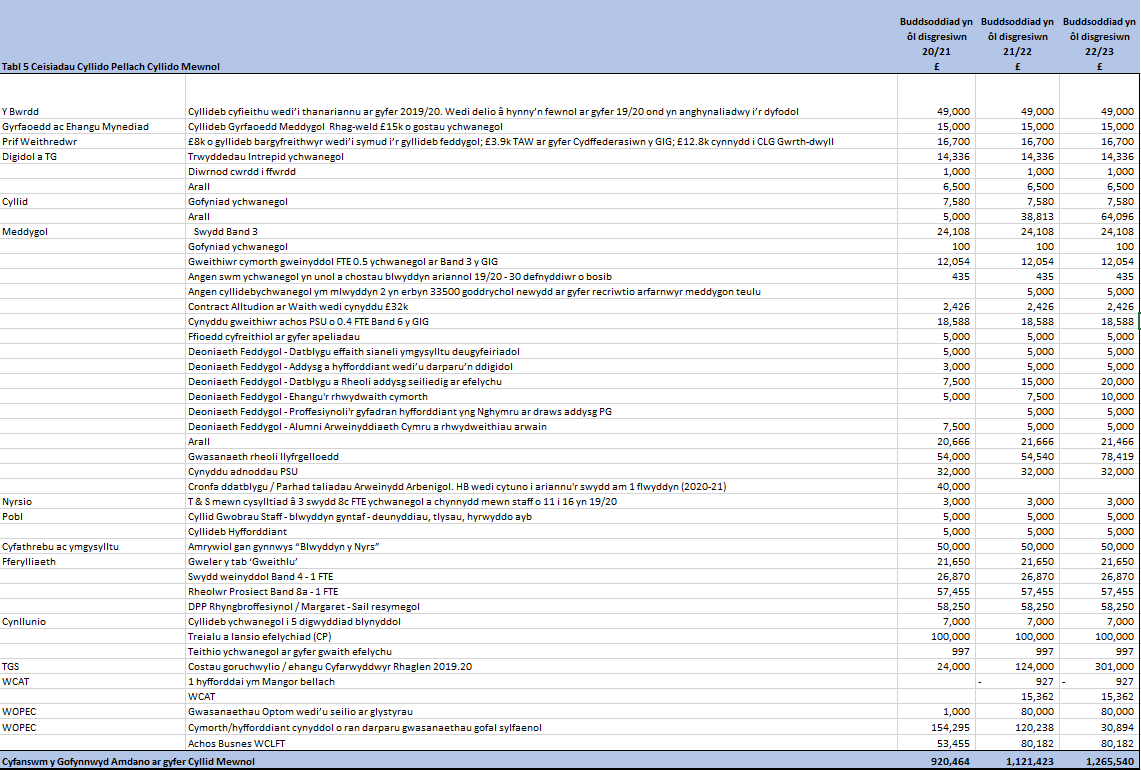 Buddsoddiad yn Buddsoddiad yn Buddsoddiad yn
ôl disgresiwn ôl disgresiwn ôl disgresiwn
20/21 21/22 22/23
Tabl 5 Ceisiadau Cyllido Pellach Cyllido Mewnol £ £ £
Y Bwrdd Cyllideb cyfieithu wedi'i thanariannu ar gyfer 2019/20. Wedi delio â hynny'n fewnol ar gyfer 19/20 ond yn anghynaliadwy i'r dyfodol 49,000 49,000 49,000
Gyrfaoedd ac Ehangu Mynediad Cyllideb Gyrfaoedd Meddygol Rhag-weld £15k o gostau ychwanegol 15,000 15,000 15,000
Prif Weithredwr £8k o gyllideb bargyfreithwyr wedi'i symud i'r gyllideb feddygol; £3.9k TAW ar gyfer Cydffederasiwn y GIG; £12.8k cynnydd i CLG Gwrth-dwyll 16,700 16,700 16,700
Digidol a TG Trwyddedau Intrepid ychwanegol 14,336 14,336 14,336
Diwrnod cwrdd i ffwrdd 1,000 1,000 1,000
Arall 6,500 6,500 6,500
Cyllid Gofyniad ychwanegol 7,580 7,580 7,580
Arall 5,000 38,813 64,096
Meddygol Swydd Band 3 24,108 24,108 24,108
Gofyniad ychwanegol 100 100 100
Gweithiwr cymorth gweinyddol FTE 0.5 ychwanegol ar Band 3 y GIG 12,054 12,054 12,054
Angen swm ychwanegol yn unol a chostau blwyddyn ariannol 19/20 - 30 defnyddiwr o bosib 435 435 435
Angen cyllidebychwanegol ym mlwyddyn 2 yn erbyn 33500 goddrychol newydd ar gyfer recriwtio arfarnwyr meddygon teulu 5,000 5,000
Contract Alltudion ar Waith wedi cynyddu £32k 2,426 2,426 2,426
Cynyddu gweithiwr achos PSU o 0.4 FTE Band 6 y GIG 18,588 18,588 18,588
Ffioedd cyfreithiol ar gyfer apeliadau 5,000 5,000 5,000
Deoniaeth Feddygol - Datblygu effaith sianeli ymgysylltu deugyfeiriadol 5,000 5,000 5,000
Deoniaeth Feddygol - Addysg a hyfforddiant wedi'u darparu'n ddigidol 3,000 5,000 5,000
Deoniaeth Feddygol - Datblygu a Rheoli addysg seiliedig ar efelychu 7,500 15,000 20,000
Deoniaeth Feddygol - Ehangu'r rhwydwaith cymorth 5,000 7,500 10,000
Deoniaeth Feddygol - Proffesiynoli'r gyfadran hyfforddiant yng Nghymru ar draws addysg PG 5,000 5,000
Deoniaeth Feddygol - Alumni Arweinyddiaeth Cymru a rhwydweithiau arwain 7,500 5,000 5,000
Arall 20,666 21,666 21,466
Gwasanaeth rheoli llyfrgelloedd 54,000 54,540 78,419
Cynyddu adnoddau PSU 32,000 32,000 32,000
Cronfa ddatblygu / Parhad taliadau Arweinydd Arbenigol. HB wedi cytuno i ariannu'r swydd am 1 flwyddyn (2020-21) 40,000
Nyrsio T & S mewn cysylltiad â 3 swydd 8c FTE ychwanegol a chynnydd mewn staff o 11 i 16 yn 19/20 3,000 3,000 3,000
Pobl Cyllid Gwobrau Staff - blwyddyn gyntaf - deunyddiau, tlysau, hyrwyddo ayb 5,000 5,000 5,000
Cyllideb Hyfforddiant 5,000 5,000 5,000
Cyfathrebu ac ymgysylltu Amrywiol gan gynnwys “Blwyddyn y Nyrs” 50,000 50,000 50,000
Fferylliaeth Gweler y tab ‘Gweithlu’ 21,650 21,650 21,650
Swydd weinyddol Band 4 - 1 FTE 26,870 26,870 26,870
Rheolwr Prosiect Band 8a - 1 FTE 57,455 57,455 57,455
DPP Rhyngbroffesiynol / Margaret - Sail resymegol 58,250 58,250 58,250
Cynllunio Cyllideb ychwanegol i 5 digwyddiad blynyddol 7,000 7,000 7,000
Treialu a lansio efelychiad (CP) 100,000 100,000 100,000
Teithio ychwanegol ar gyfer gwaith efelychu 997 997 997
TGS Costau goruchwylio / ehangu Cyfarwyddwyr Rhaglen 2019.20 24,000 124,000 301,000
WCAT 1 hyfforddai ym Mangor bellach - 927 - 927
WCAT 15,362 15,362
WOPEC Gwasanaethau Optom wedi'u seilio ar glystyrau 1,000 80,000 80,000
WOPEC Cymorth/hyfforddiant cynyddol o ran darparu gwasanaethau gofal sylfaenol 154,295 120,238 30,894
Achos Busnes WCLFT 53,455 80,182 80,182
Cyfanswm y Gofynnwyd Amdano ar gyfer Cyllid Mewnol 920,464 1,121,423 1,265,540